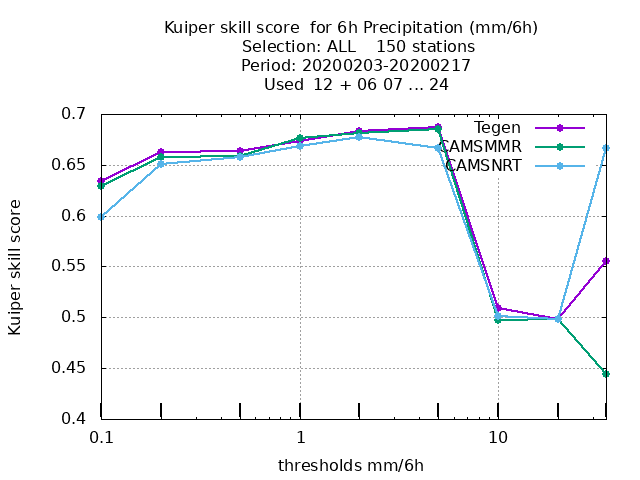 Kuiper skill score  for 6h Precipitation (mm/6h)
Selection: ALL    150 stations
Period: 20200203-20200217
Used  12 + 06 07 ... 24
Tegen
CAMSMMR
CAMSNRT
0.7
0.65
0.6
0.55
0.5
0.45
0.4
Kuiper skill score
0.1 1 10
thresholds mm/6h